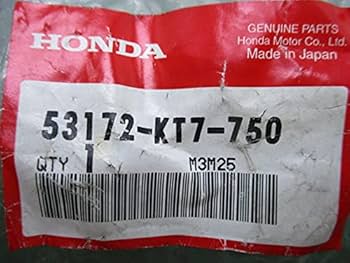 HONDA
GENUINE PARTS
Honda Motor Co., Ltd.
Made in Japan
53172-KT7-750
QTY 1 M3M25